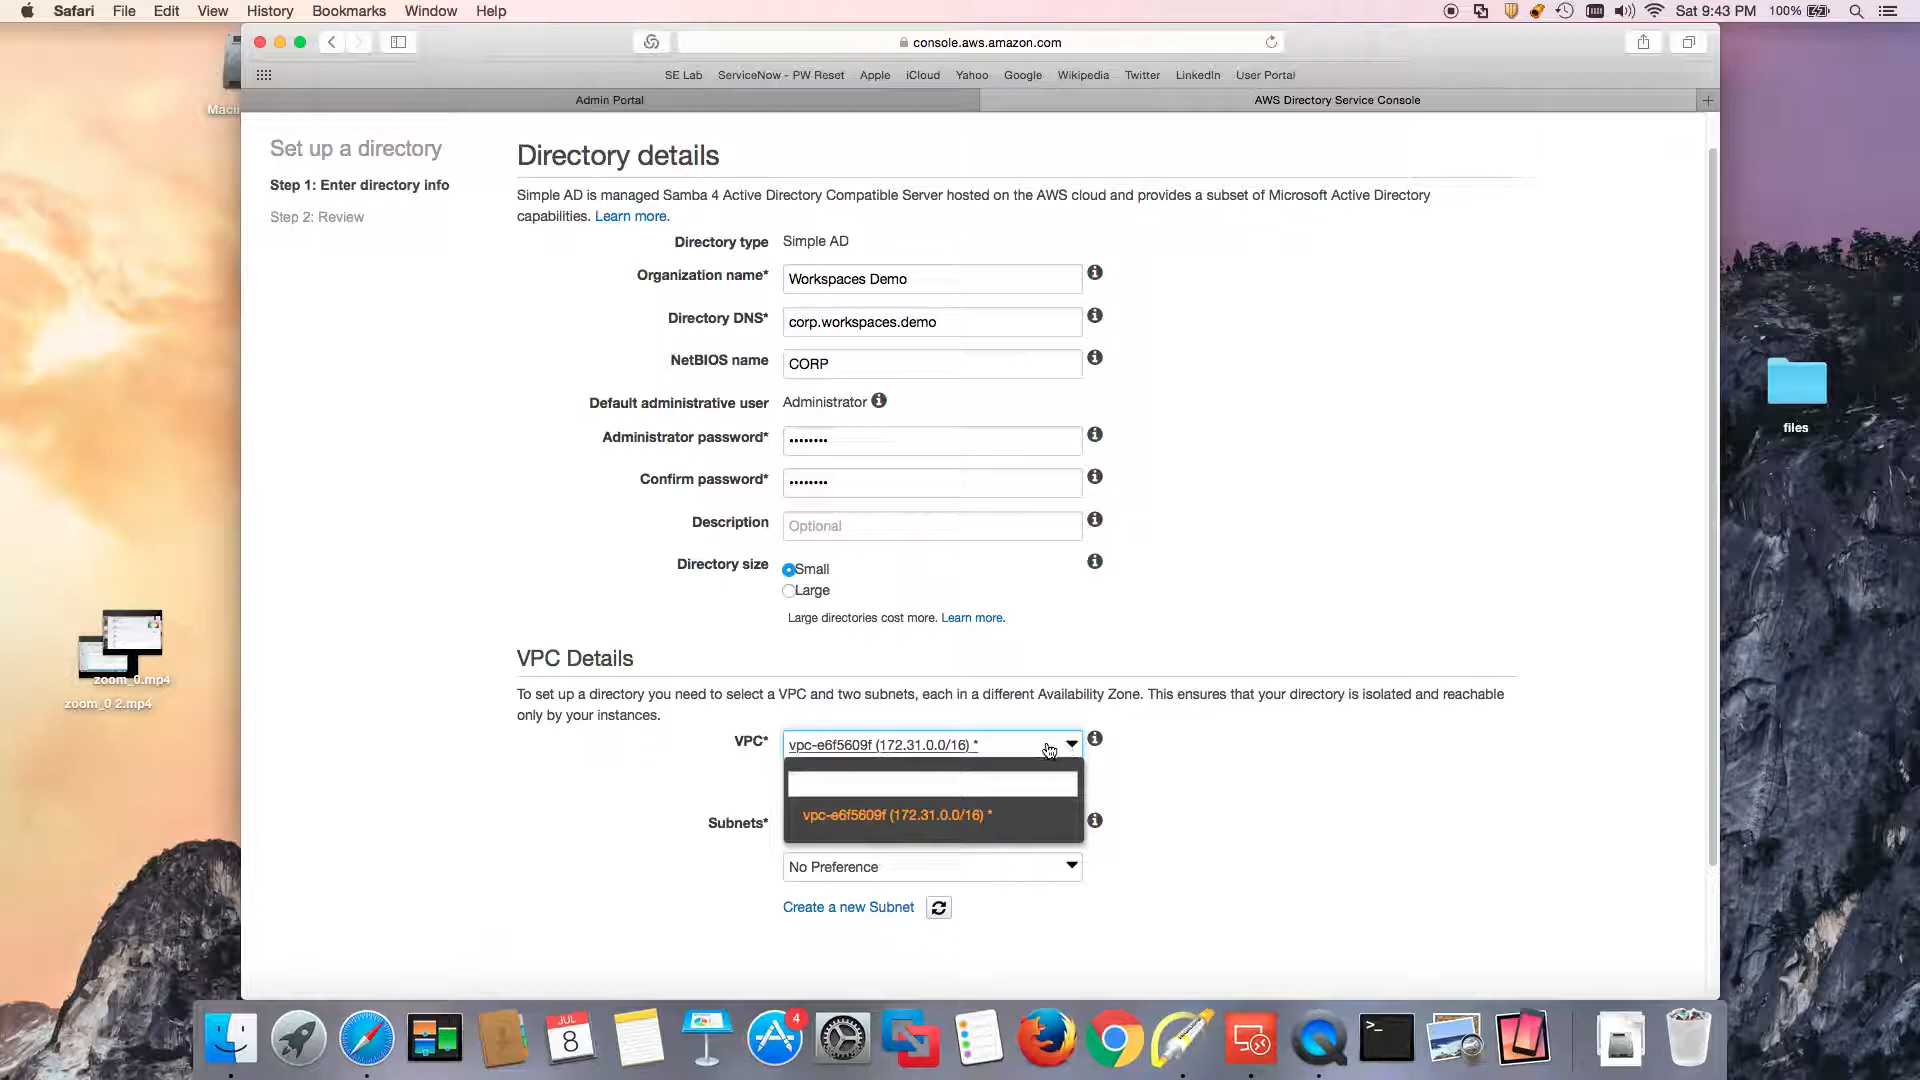 Safari File Edit View History Bookmarks Window Help
Sat 9:43 PM 100%
console.aws.amazon.com
SE Lab ServiceNow - PW Reset Apple iCloud Yahoo Google Wikipedia Twitter LinkedIn User Portal
Admin Portal
AWS Directory Service Console
Set up a directory
Step 1: Enter directory info
Step 2: Review
Directory details
Simple AD is managed Samba 4 Active Directory Compatible Server hosted on the AWS cloud and provides a subset of Microsoft Active Directory
capabilities. Learn more.
Directory type Simple AD
Organization name* Workspaces Demo
Directory DNS* corp.workspaces.demo
NetBIOS name CORP
Default administrative user Administrator
Administrator password* ••••••••
Confirm password* ••••••••
Description Optional
Directory size Small
Large
Large directories cost more. Learn more.
VPC Details
To set up a directory you need to select a VPC and two subnets, each in a different Availability Zone. This ensures that your directory is isolated and reachable
only by your instances.
VPC* vpc-e6f5609f (172.31.0.0/16) *
vpc-e6f5609f (172.31.0.0/16) *
Subnets*
No Preference
Create a new Subnet
files
zoom_0.mp4
zoom_0 2.mp4
JUL
8
4
>_